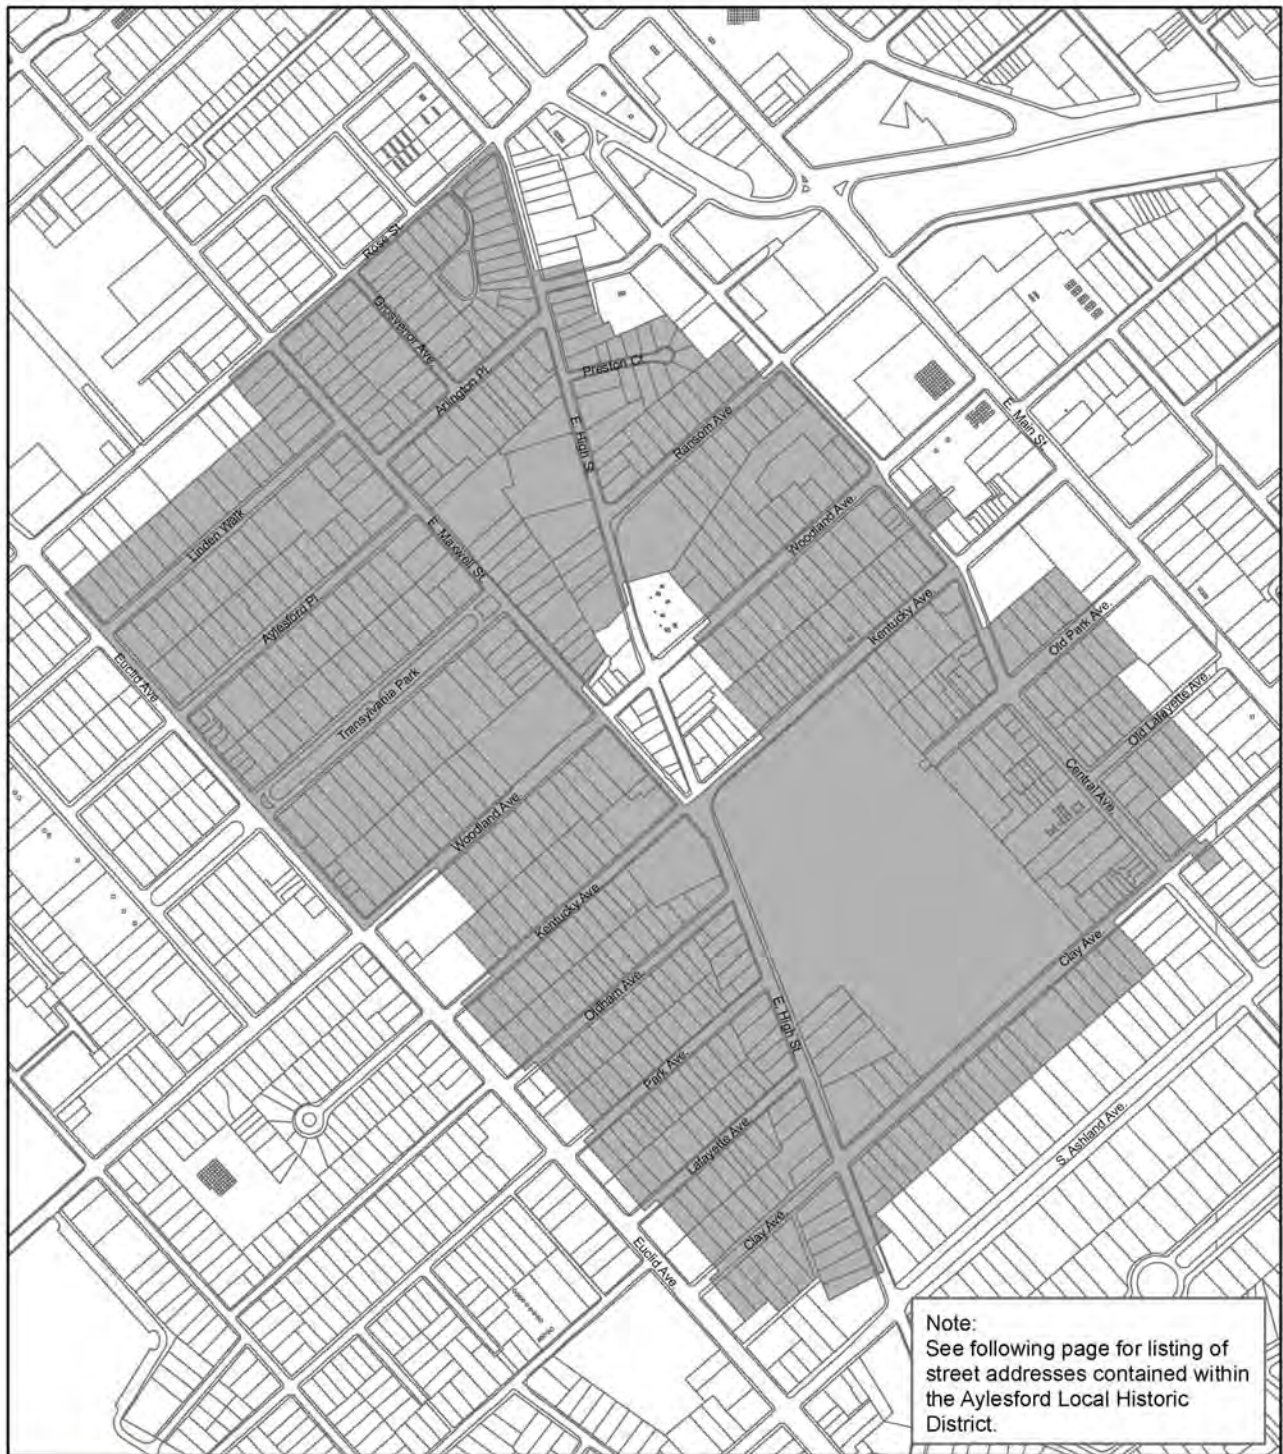 Rose St.
Grosvenor Ave.
Arlington Pl.
Preston Ct.
E. High St.
Ransom Ave.
E. Main St.
Linden Walk
E. Maxwell St.
Woodland Ave.
Aylesford Pl.
Kentucky Ave.
Old Park Ave.
Euclid Ave.
Transylvania Park
Old Lafayette Ave.
Central Ave.
Woodland Ave.
Kentucky Ave.
Clay Ave.
Oldham Ave.
E. High St.
Park Ave.
Lafayette Ave.
S. Ashland Ave.
Clay Ave.
Euclid Ave.
Note:
See following page for listing of
street addresses contained within
the Aylesford Local Historic
District.